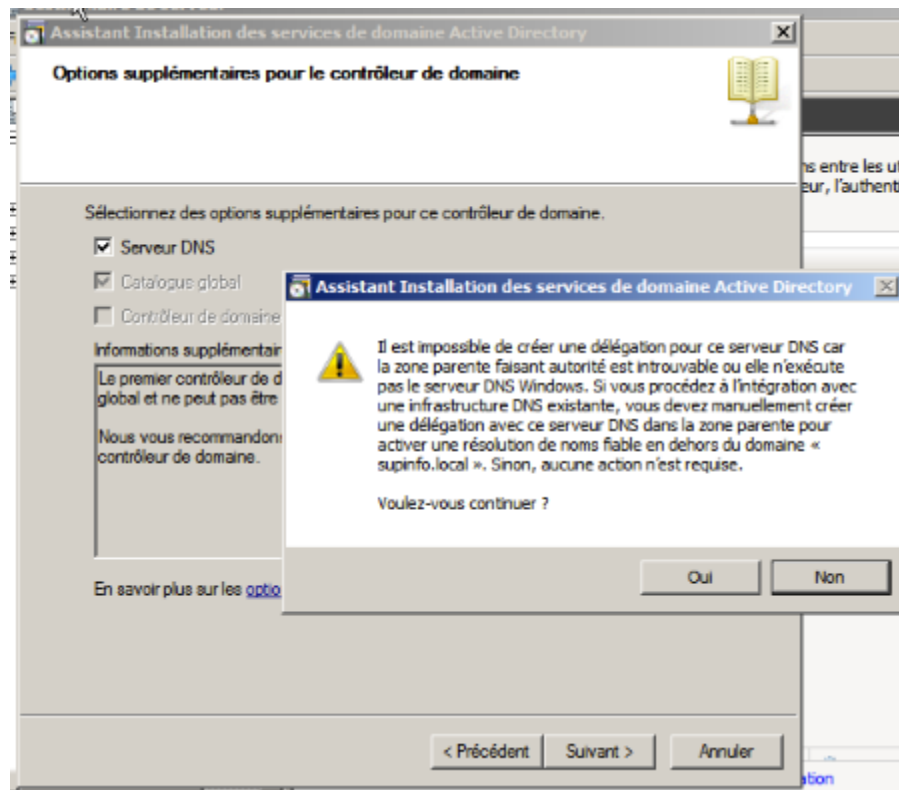 Assistant Installation des services de domaine Active Directory
Options supplémentaires pour le contrôleur de domaine
ns entre les ut
eur, l'authent
Sélectionnez des options supplémentaires pour ce contrôleur de domaine.
Serveur DNS
Catalogue global
Contrôleur de domaine
Informations supplémentair
Le premier contrôleur de d
global et ne peut pas être
Nous vous recommandons
contrôleur de domaine.
En savoir plus sur les optio
Assistant Installation des services de domaine Active Directory
Il est impossible de créer une délégation pour ce serveur DNS car
la zone parente faisant autorité est introuvable ou elle n'exécute
pas le serveur DNS Windows. Si vous procédez à l'intégration avec
une infrastructure DNS existante, vous devez manuellement créer
une délégation avec ce serveur DNS dans la zone parente pour
activer une résolution de noms fiable en dehors du domaine «
supinfo.local ». Sinon, aucune action n'est requise.
Voulez-vous continuer ?
Oui
Non
< Précédent
Suivant >
Annuler
ation